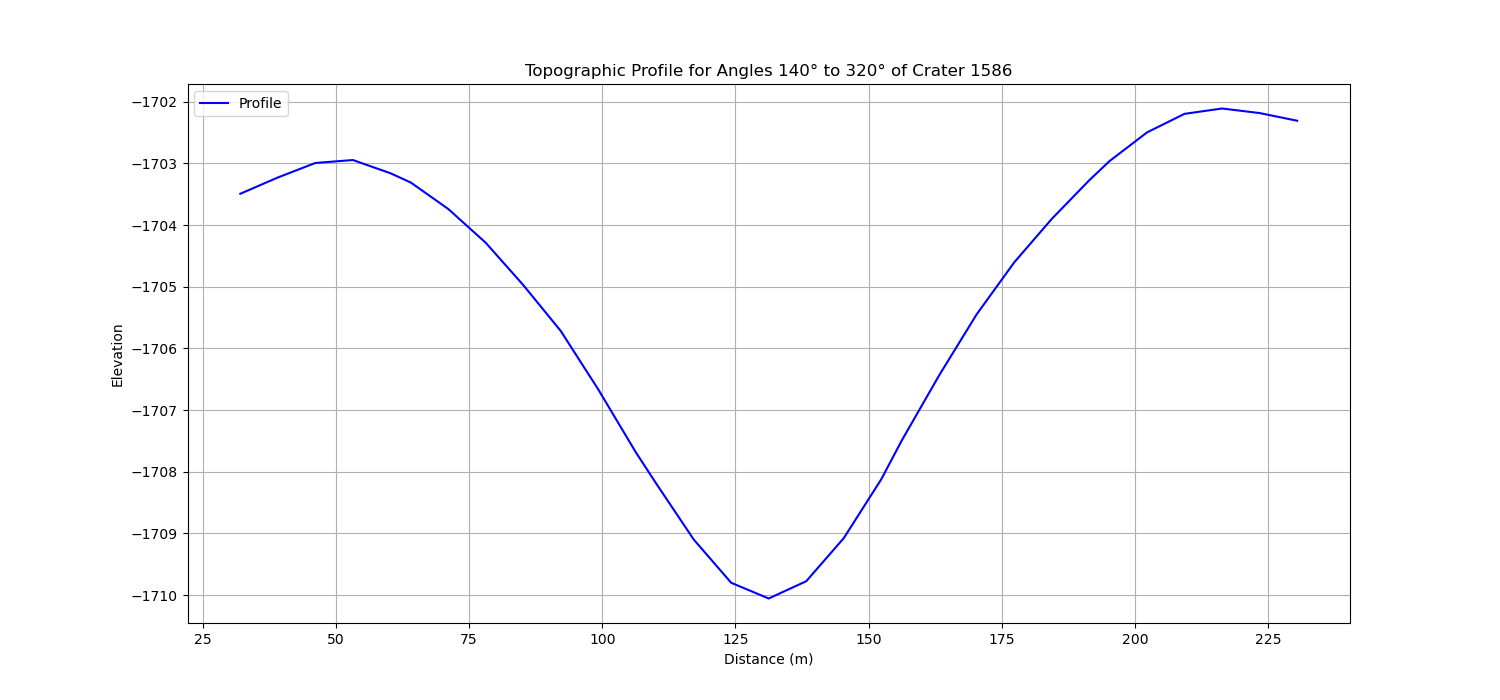 Topographic Profile for Angles 140° to 320° of Crater 1586
Profile
−1702
−1703
−1704
−1705
−1706
−1707
−1708
−1709
−1710
Elevation
25 50 75 100 125 150 175 200 225
Distance (m)